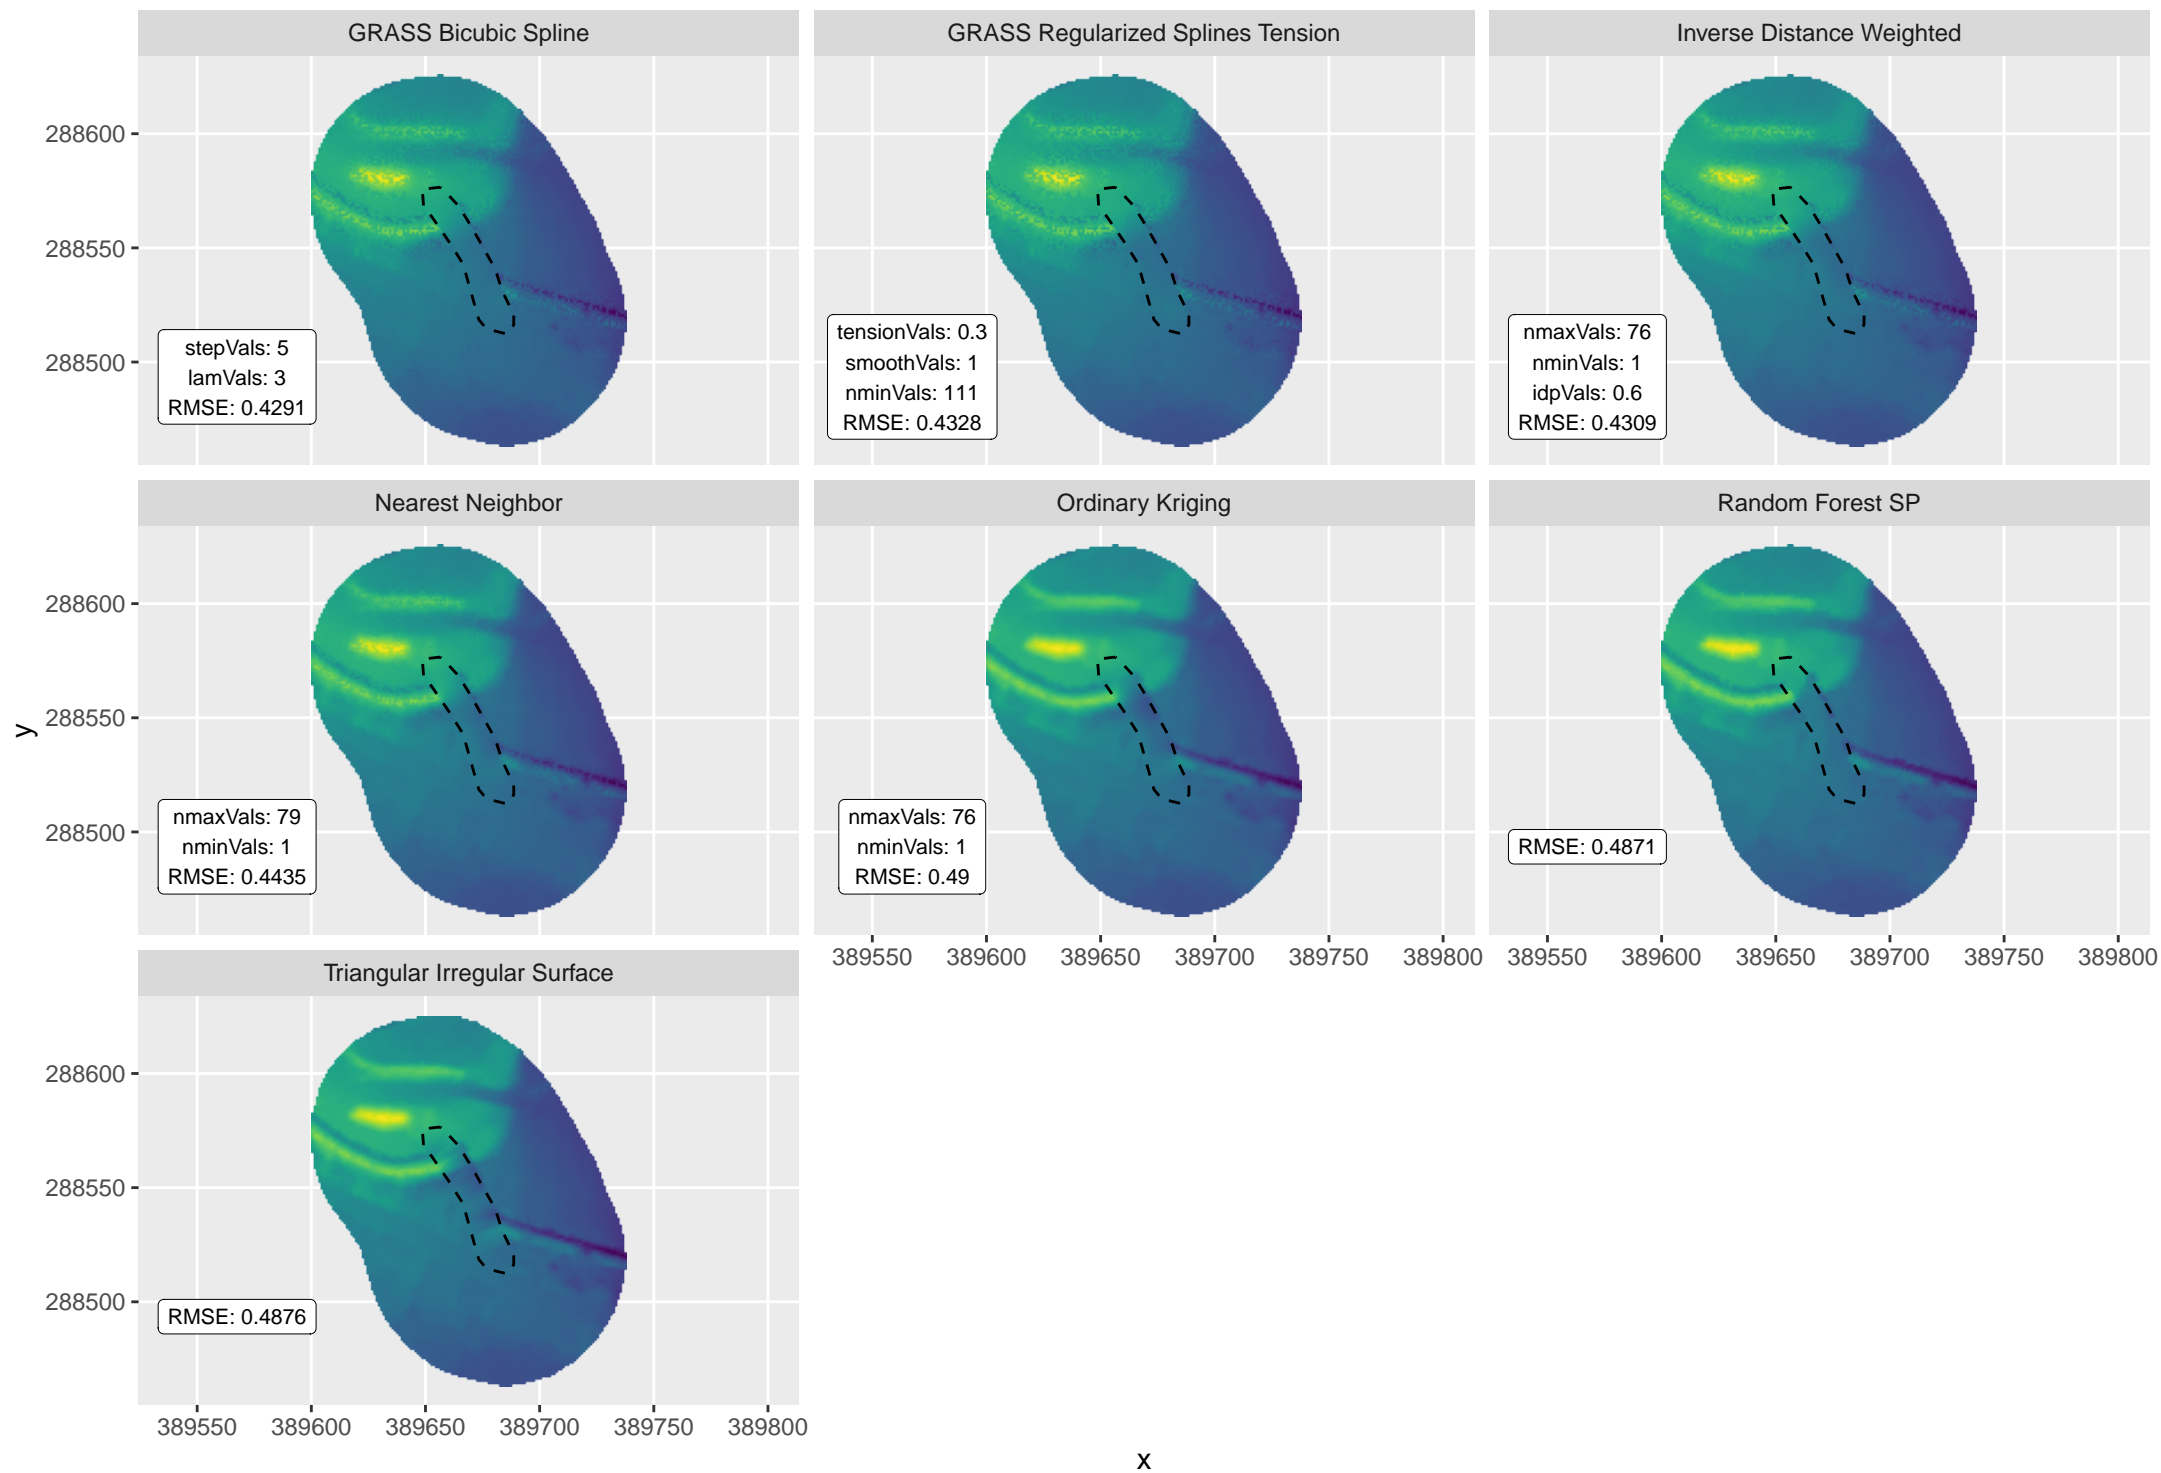 GRASS Bicubic Spline
GRASS Regularized Splines Tension
Inverse Distance Weighted
288600
288550
288500
stepVals: 5
lamVals: 3
RMSE: 0.4291
tensionVals: 0.3
smoothVals: 1
nminVals: 111
RMSE: 0.4328
nmaxVals: 76
nminVals: 1
idpVals: 0.6
RMSE: 0.4309
Nearest Neighbor
Ordinary Kriging
Random Forest SP
288600
288550
288500
nmaxVals: 79
nminVals: 1
RMSE: 0.4435
nmaxVals: 76
nminVals: 1
RMSE: 0.49
RMSE: 0.4871
389550 389600 389650 389700 389750 389800
389550 389600 389650 389700 389750 389800
Triangular Irregular Surface
288600
288550
288500
RMSE: 0.4876
389550 389600 389650 389700 389750 389800
x
y